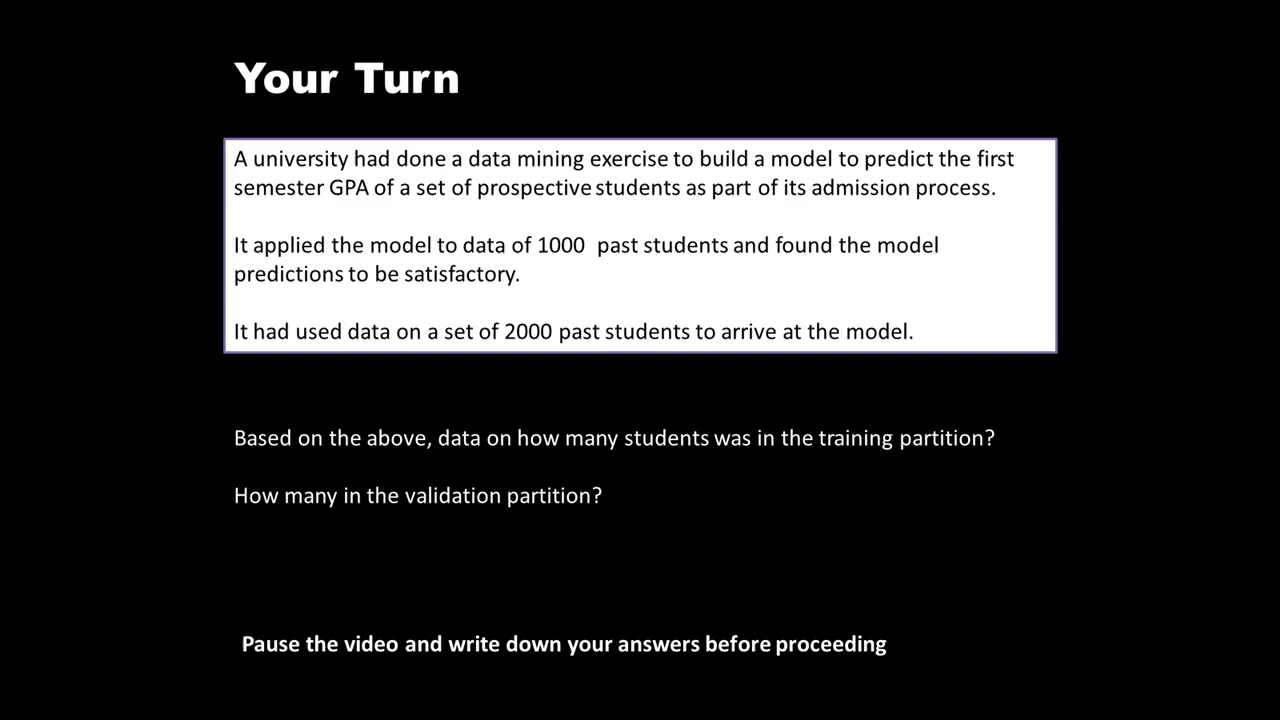 Your Turn
A university had done a data mining exercise to build a model to predict the first
semester GPA of a set of prospective students as part of its admission process.
It applied the model to data of 1000 past students and found the model
predictions to be satisfactory.
It had used data on a set of 2000 past students to arrive at the model.
Based on the above, data on how many students was in the training partition?
How many in the validation partition?
Pause the video and write down your answers before proceeding